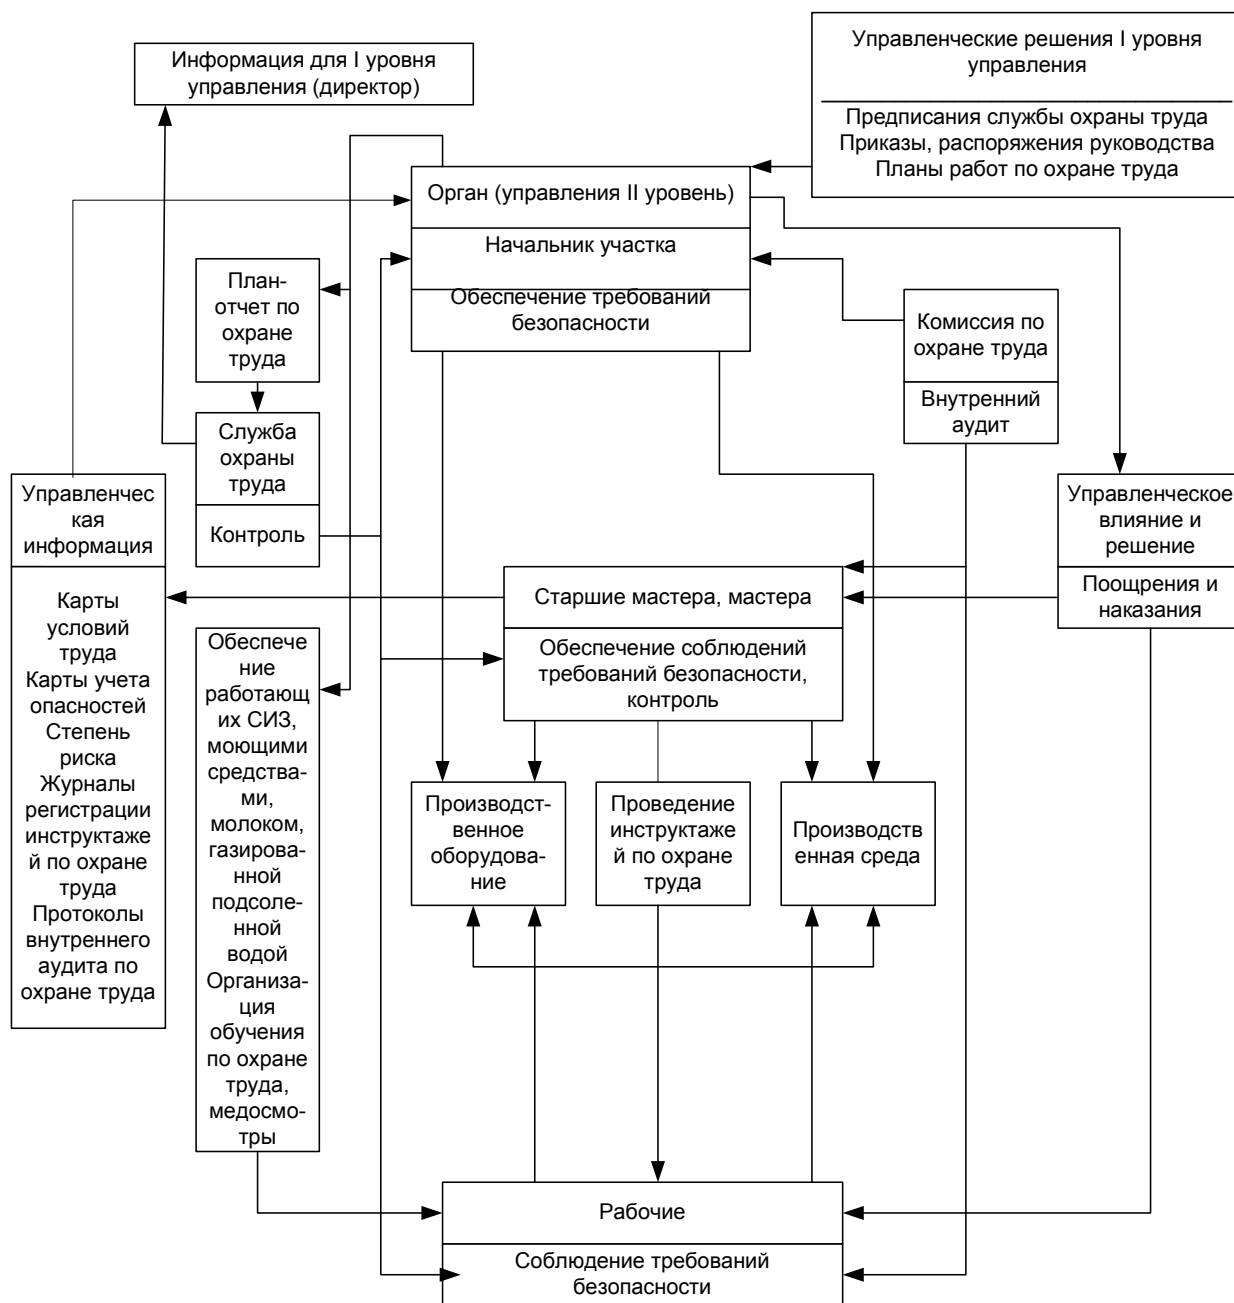 Информация для I уровня
управления (директор)
Управленческие решения I уровня
управления
Предписания службы охраны труда
Приказы, распоряжения руководства
Планы работ по охране труда
Орган (управления II уровень)
Начальник участка
Обеспечение требований
безопасности
План-
отчет по
охране
труда
Комиссия по
охране труда
Внутренний
аудит
Служба
охраны
труда
Контроль
Управленчес
кая
информация
Карты
условий
труда
Карты учета
опасностей
Степень
риска
Журналы
регистрации
инструктаже
й по охране
труда
Протоколы
внутреннего
аудита по
охране труда
Управленческое
влияние и
решение
Поощрения и
наказания
Старшие мастера, мастера
Обеспечение соблюдений
требований безопасности,
контроль
Обеспече
ние
работающ
их СИЗ,
моющими
средства-
ми,
молоком,
газирова-
нной
подсоле-
нной
водой
Организа-
ция
обучения
по охране
труда,
медосмо-
тры
Производст-
венное
оборудова-
ние
Проведение
инструктаже
й по охране
труда
Производств
енная среда
Рабочие
Соблюдение требований
безопасности